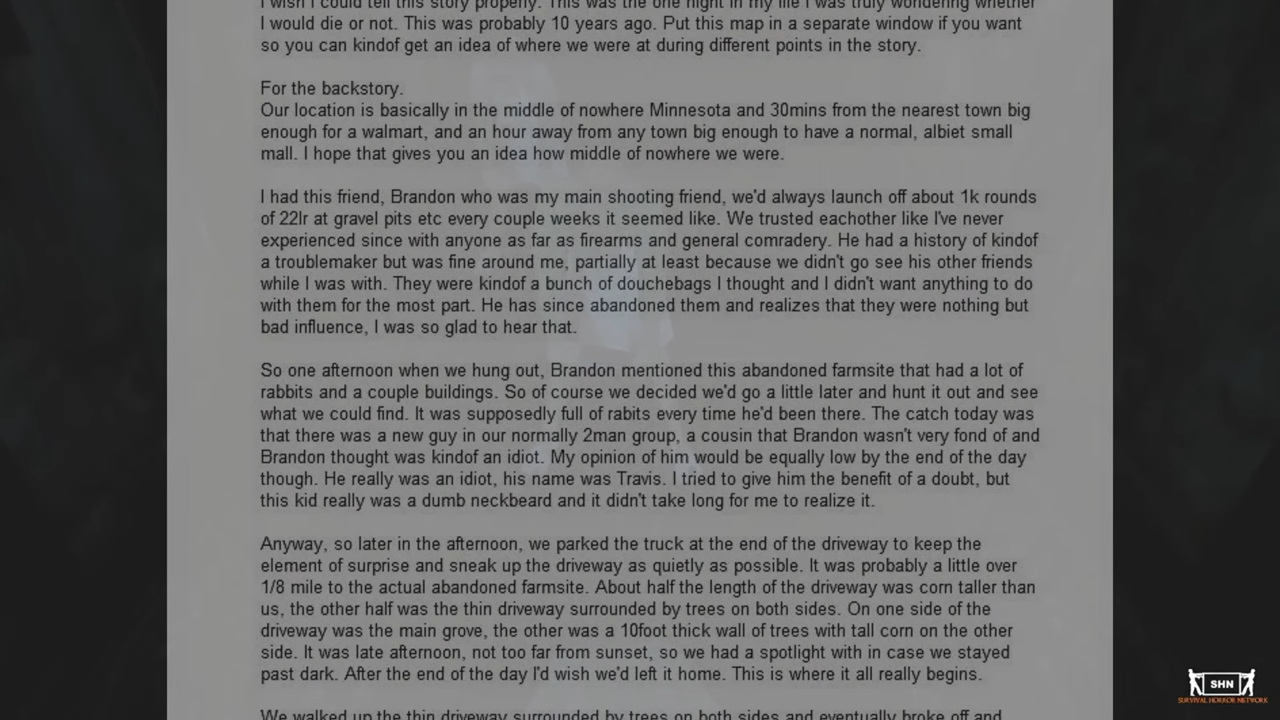 I wish I could tell this story properly. This was the one night in my life I was truly wondering whether
I would die or not. This was probably 10 years ago. Put this map in a separate window if you want
so you can kindof get an idea of where we were at during different points in the story.
For the backstory.
Our location is basically in the middle of nowhere Minnesota and 30mins from the nearest town big
enough for a walmart, and an hour away from any town big enough to have a normal, albiet small
mall. I hope that gives you an idea how middle of nowhere we were.
I had this friend, Brandon who was my main shooting friend, we'd always launch off about 1k rounds
of 22lr at gravel pits etc every couple weeks it seemed like. We trusted eachother like I've never
experienced since with anyone as far as firearms and general comradery. He had a history of kindof
a troublemaker but was fine around me, partially at least because we didn't go see his other friends
while I was with. They were kindof a bunch of douchebags I thought and I didn't want anything to do
with them for the most part. He has since abandoned them and realizes that they were nothing but
bad influence, I was so glad to hear that.
So one afternoon when we hung out, Brandon mentioned this abandoned farmsite that had a lot of
rabbits and a couple buildings. So of course we decided we'd go a little later and hunt it out and see
what we could find. It was supposedly full of rabits every time he'd been there. The catch today was
that there was a new guy in our normally 2man group, a cousin that Brandon wasn't very fond of and
Brandon thought was kindof an idiot. My opinion of him would be equally low by the end of the day
though. He really was an idiot, his name was Travis. I tried to give him the benefit of a doubt, but
this kid really was a dumb neckbeard and it didn't take long for me to realize it.
Anyway, so later in the afternoon, we parked the truck at the end of the driveway to keep the
element of surprise and sneak up the driveway as quietly as possible. It was probably a little over
1/8 mile to the actual abandoned farmsite. About half the length of the driveway was corn taller than
us, the other half was the thin driveway surrounded by trees on both sides. On one side of the
driveway was the main grove, the other was a 10foot thick wall of trees with tall corn on the other
side. It was late afternoon, not too far from sunset, so we had a spotlight with in case we stayed
past dark. After the end of the day I'd wish we'd left it home. This is where it all really begins.
We walked up the thin driveway surrounded by trees on both sides and eventually broke off and
SHN
SURVIVAL HORROR NETWORK